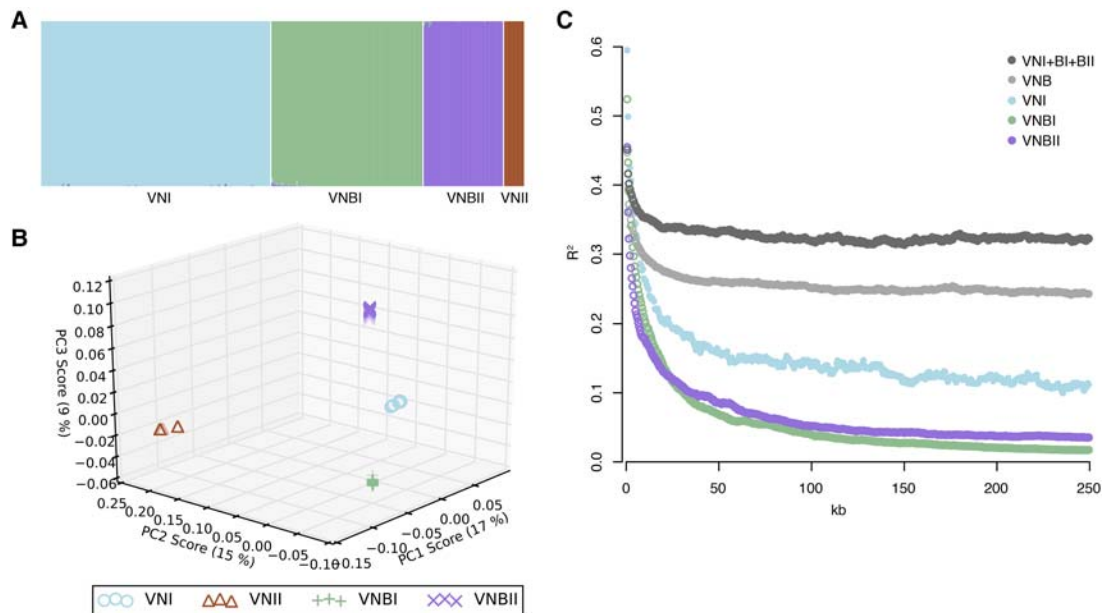 A
VNI VNBI VNBII VNII
B
PC3 Score (9 %)
0.12
0.10
0.08
0.06
0.04
0.02
0.00
−0.02
−0.04
−0.06
0.25 0.20 0.15 0.10 0.05 0.00 −0.05 −0.10
PC2 Score (15 %)
−0.15 −0.10 −0.05 0.00 0.05
PC1 Score (17 %)
VNI VNII VNBI VNBII
C
R²
0.6
0.5
0.4
0.3
0.2
0.1
0.0
0 50 100 150 200 250
kb
VNI+BI+BII
VNB
VNI
VNBI
VNBII